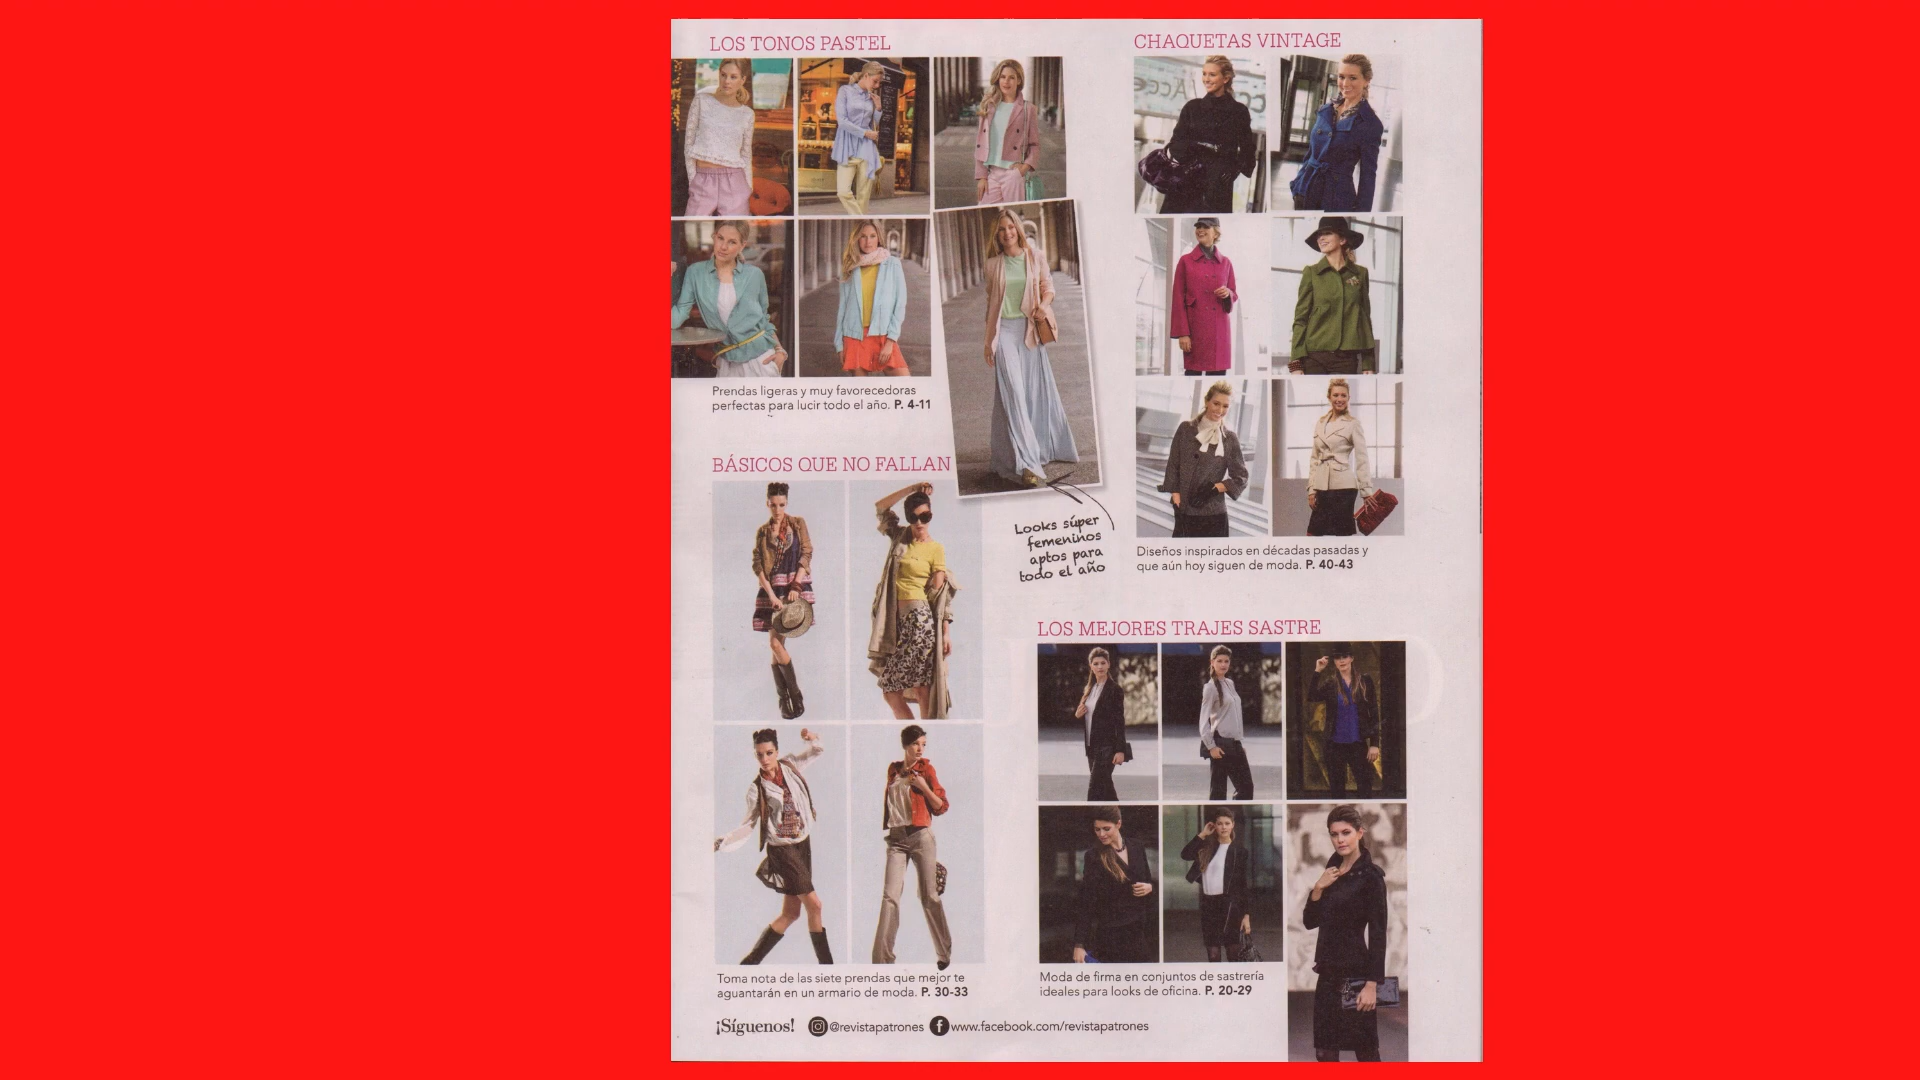 LOS TONOS PASTEL
Prendas ligeras y muy favorecedoras
perfectas para lucir todo el año. P. 4-11
Looks súper
femeninos
aptos para
todo el año
CHAQUETAS VINTAGE
Diseños inspirados en décadas pasadas y
que aún hoy siguen de moda. P. 40-43
BÁSICOS QUE NO FALLAN
Toma nota de las siete prendas que mejor te
aguantarán en un armario de moda. P. 30-33
LOS MEJORES TRAJES SASTRE
Moda de firma en conjuntos de sastrería
ideales para looks de oficina. P. 20-29
¡Síguenos! @revistapatrones www.facebook.com/revistapatrones